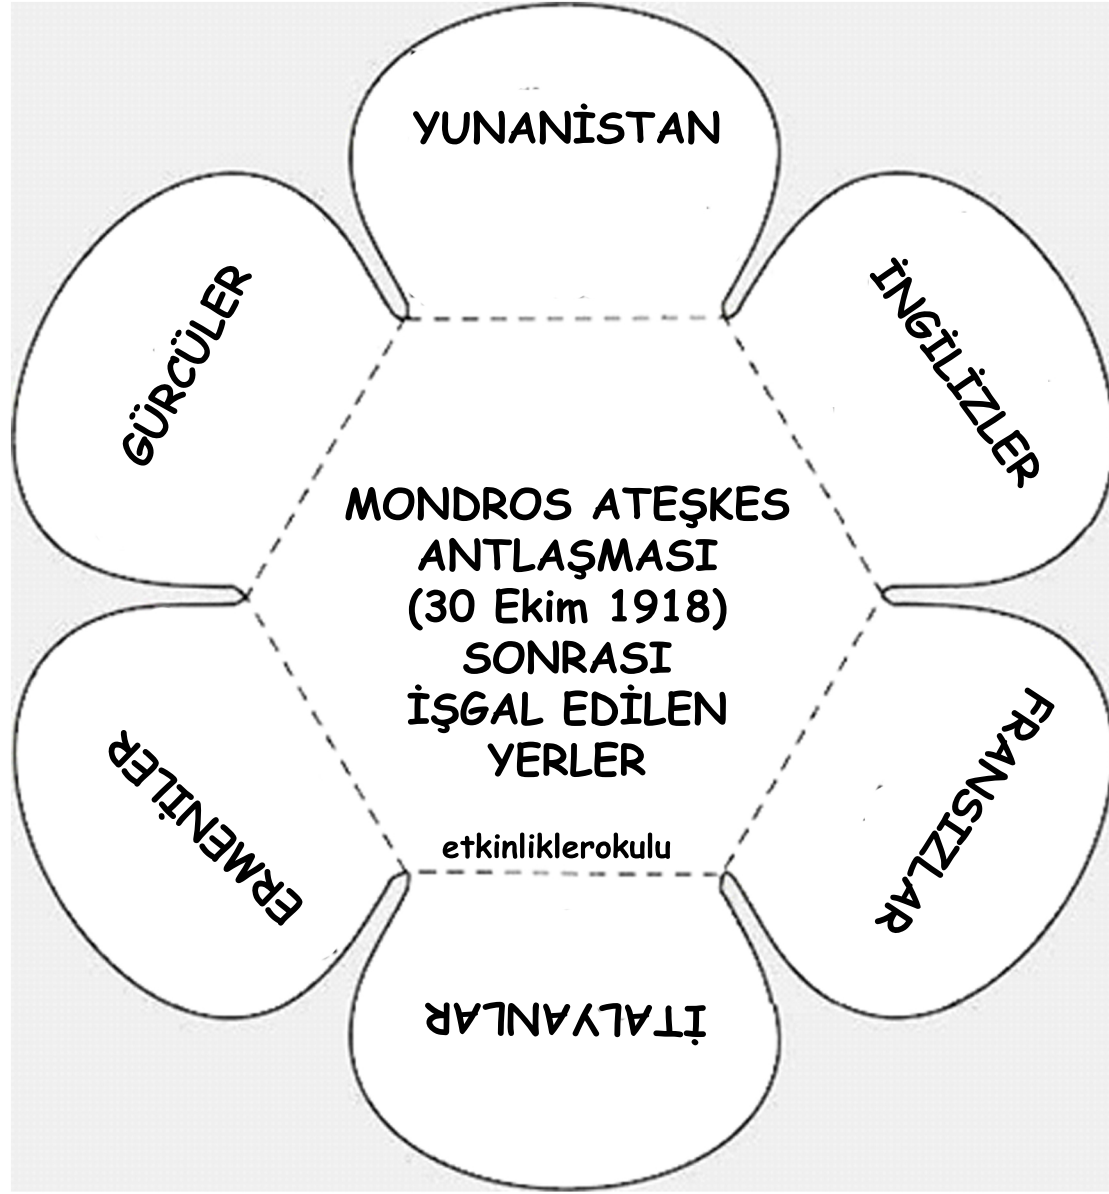 YUNANİSTAN
İNGİLİZLER
GÜRCÜLER
MONDROS ATEŞKES
ANTLAŞMASI
(30 Ekim 1918)
SONRASI
İŞGAL EDİLEN
YERLER
etkinliklerokulu
FRANSIZLAR
ERMENİLER
İTALYANLAR